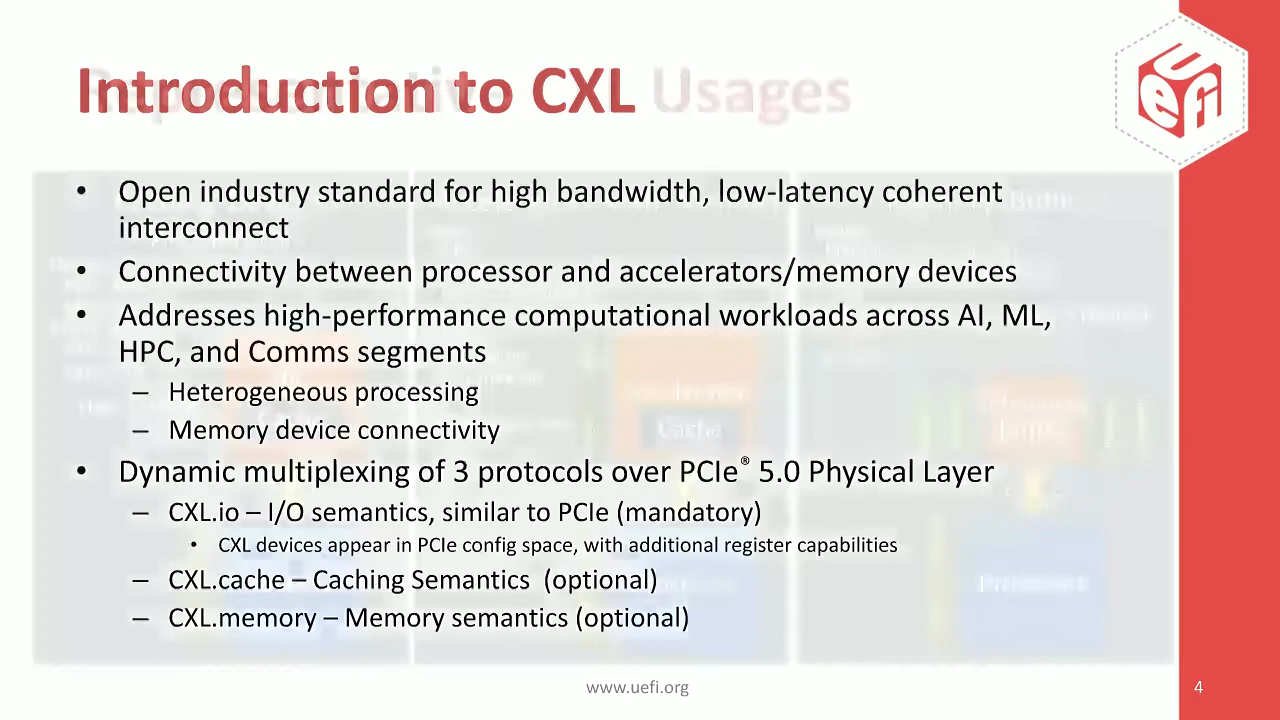 Introduction to CXL Usages
UEFI
• Open industry standard for high bandwidth, low-latency coherent
interconnect
• Connectivity between processor and accelerators/memory devices
• Addresses high-performance computational workloads across AI, ML,
HPC, and Comms segments
– Heterogeneous processing
– Memory device connectivity
• Dynamic multiplexing of 3 protocols over PCIe® 5.0 Physical Layer
– CXL.io – I/O semantics, similar to PCIe (mandatory)
• CXL devices appear in PCIe config space, with additional register capabilities
– CXL.cache – Caching Semantics (optional)
– CXL.memory – Memory semantics (optional)
Cache
Processor
www.uefi.org
4